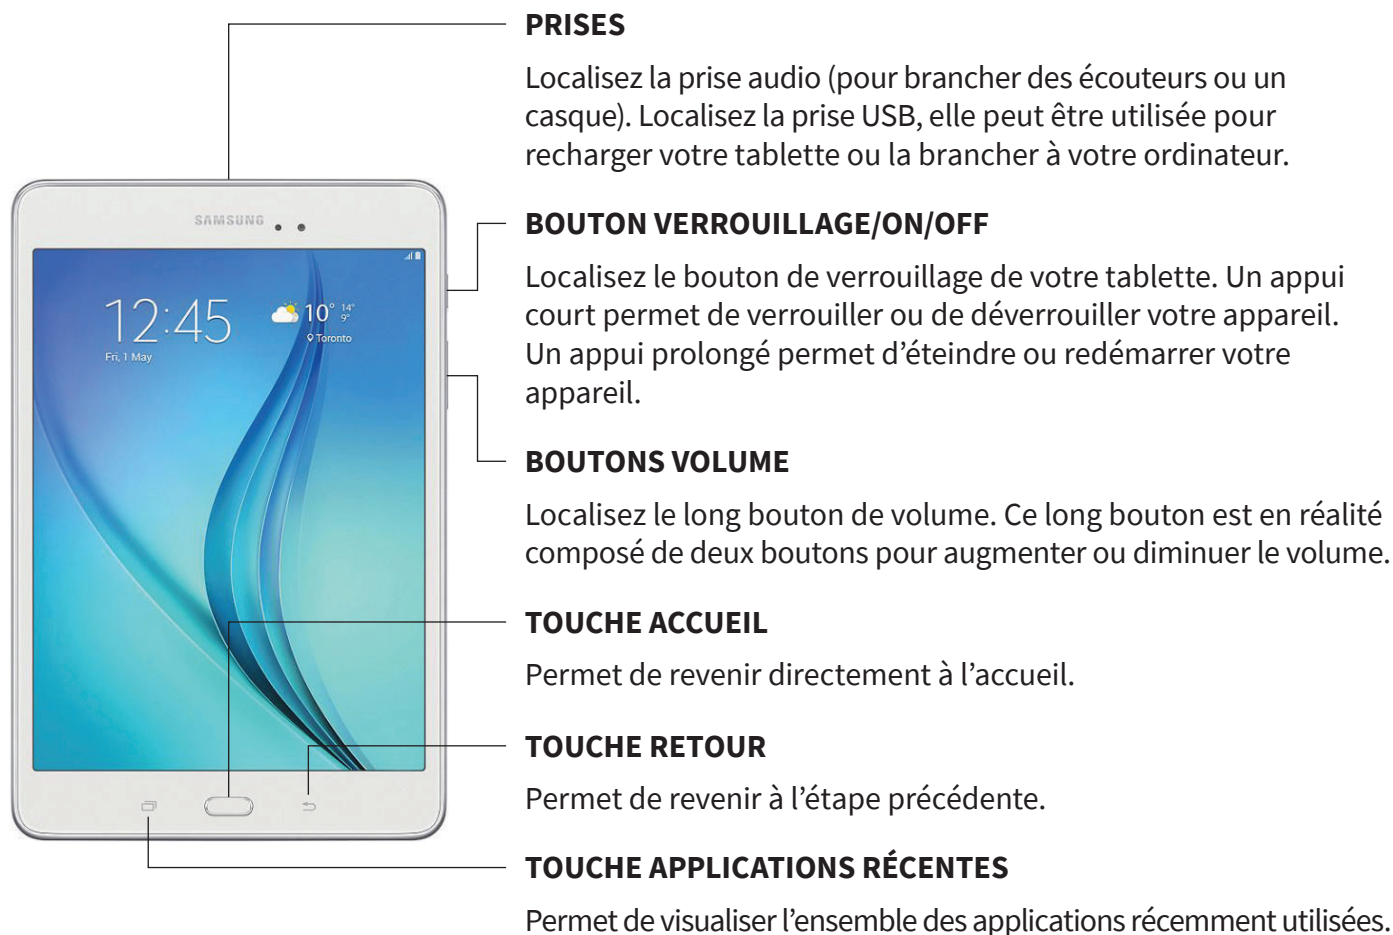 PRISES
Localisez la prise audio (pour brancher des écouteurs ou un
casque). Localisez la prise USB, elle peut être utilisée pour
recharger votre tablette ou la brancher à votre ordinateur.
SAMSUNG
12:45
Fri, 1 May
10° 14°
9°
Toronto
BOUTON VERROUILLAGE/ON/OFF
Localisez le bouton de verrouillage de votre tablette. Un appui
court permet de verrouiller ou de déverrouiller votre appareil.
Un appui prolongé permet d’éteindre ou redémarrer votre
appareil.
BOUTONS VOLUME
Localisez le long bouton de volume. Ce long bouton est en réalité
composé de deux boutons pour augmenter ou diminuer le volume.
TOUCHE ACCUEIL
Permet de revenir directement à l’accueil.
TOUCHE RETOUR
Permet de revenir à l’étape précédente.
TOUCHE APPLICATIONS RÉCENTES
Permet de visualiser l’ensemble des applications récemment utilisées.